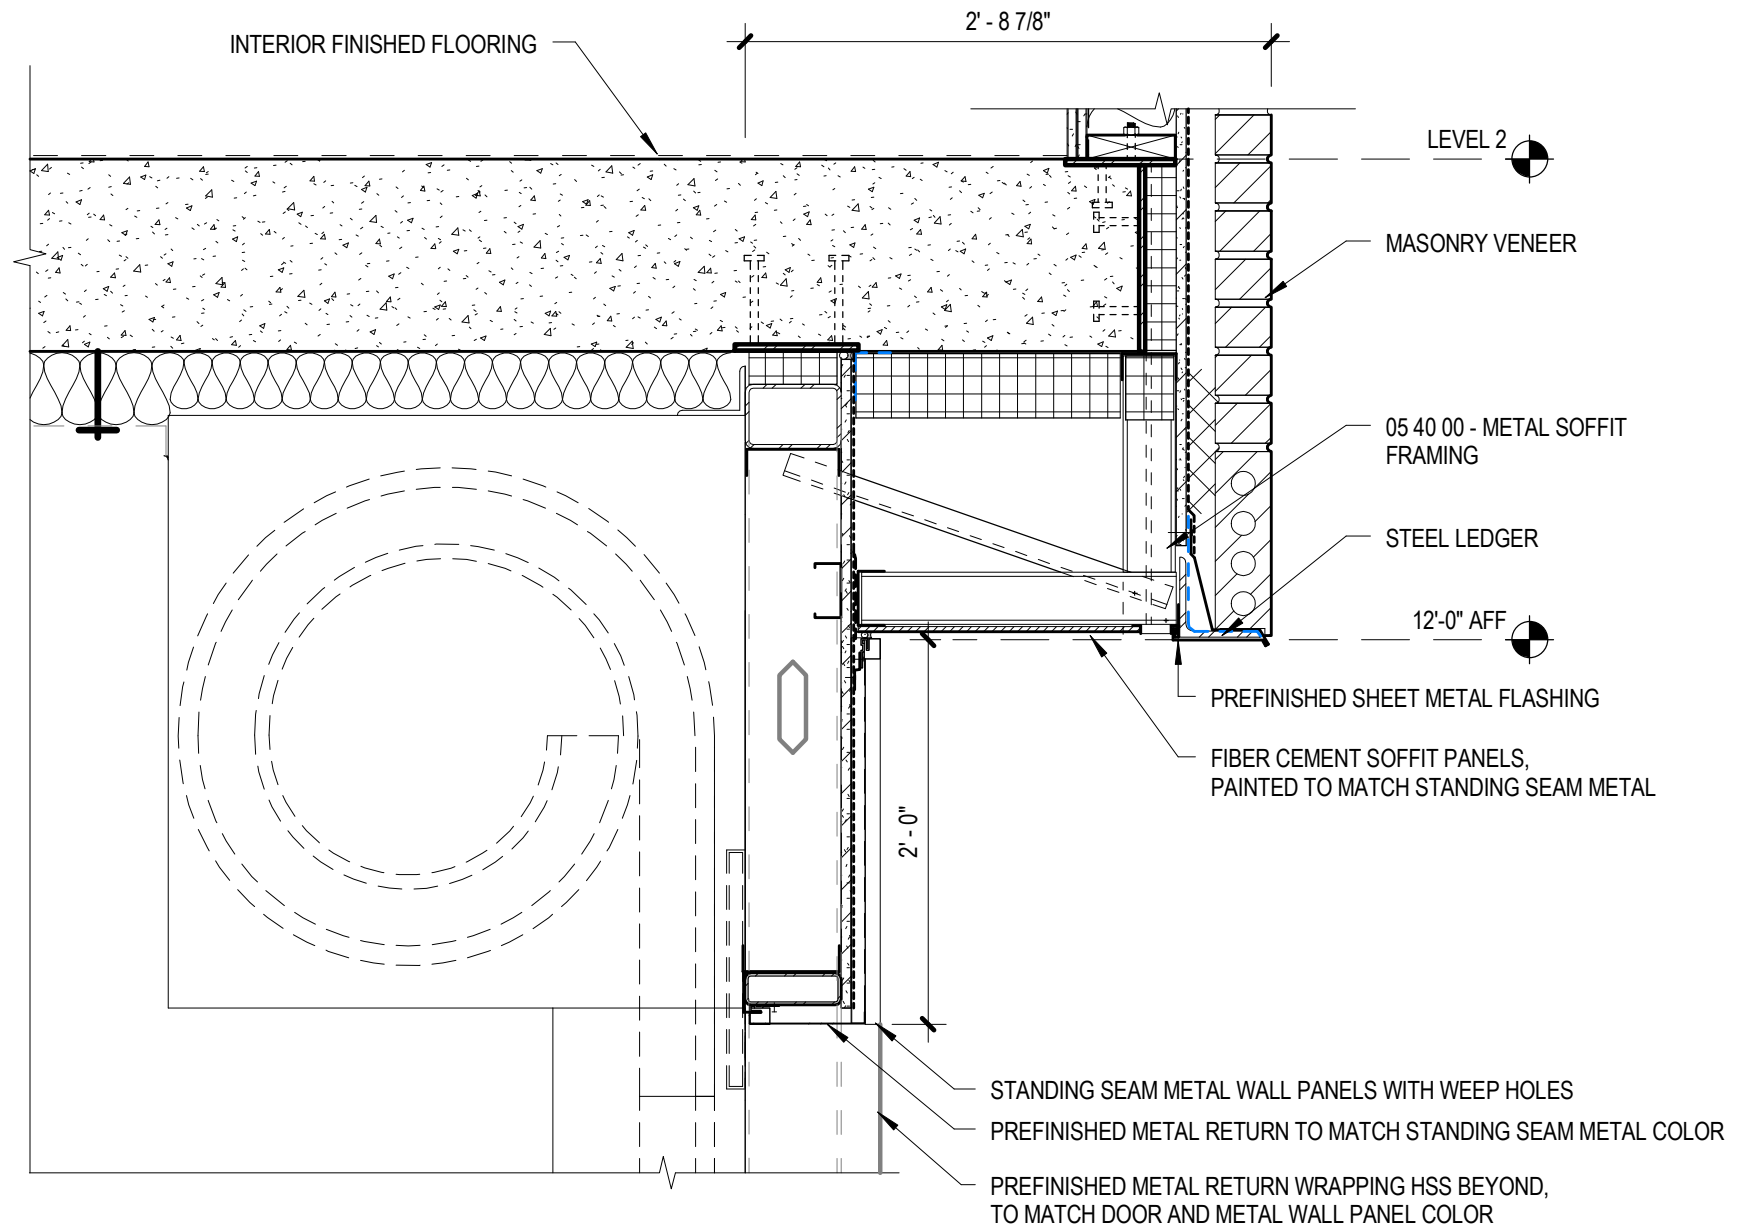 2' - 8 7/8"
INTERIOR FINISHED FLOORING
LEVEL 2
MASONRY VENEER
05 40 00 - METAL SOFFIT
FRAMING
STEEL LEDGER
12'-0" AFF
PREFINISHED SHEET METAL FLASHING
FIBER CEMENT SOFFIT PANELS,
PAINTED TO MATCH STANDING SEAM METAL
2' - 0"
STANDING SEAM METAL WALL PANELS WITH WEEP HOLES
PREFINISHED METAL RETURN TO MATCH STANDING SEAM METAL COLOR
PREFINISHED METAL RETURN WRAPPING HSS BEYOND,
TO MATCH DOOR AND METAL WALL PANEL COLOR